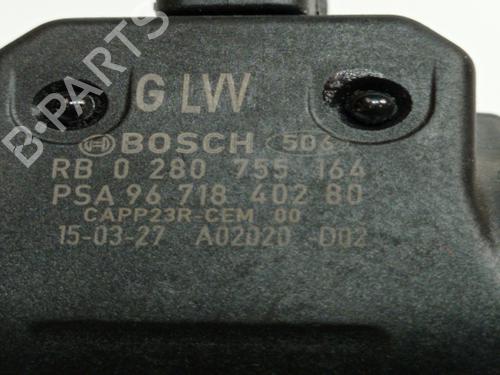 B-PARTS
G LVV
BOSCH 506
RB 0 280 755 164
PSA 96 718 402 80
CAPP23R-CEM 00
15-03-27 A02020 -D02